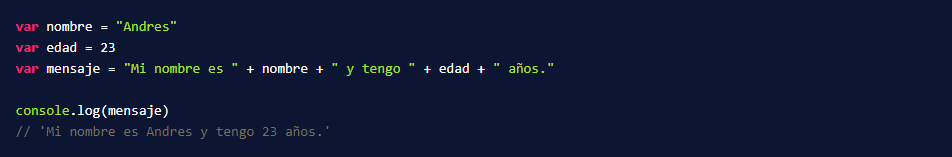 var nombre = "Andres"
var edad = 23
var mensaje = "Mi nombre es " + nombre + " y tengo " + edad + " años."
console.log(mensaje)
// 'Mi nombre es Andres y tengo 23 años.'